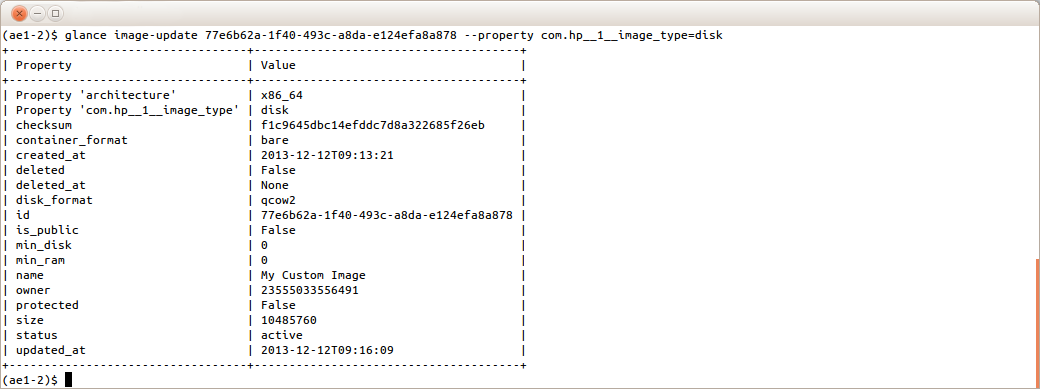 (ae1-2)$ glance image-update 77e6b62a-1f40-493c-a8da-e124efa8a878 --property com.hp__1__image_type=disk
+----------------------------------+--------------------------------------+
| Property                         | Value                                |
+----------------------------------+--------------------------------------+
| Property 'architecture'          | x86_64                               |
| Property 'com.hp__1__image_type' | disk                                 |
| checksum                         | f1c9645dbc14efddc7d8a322685f26eb     |
| container_format                 | bare                                 |
| created_at                       | 2013-12-12T09:13:21                  |
| deleted                          | False                                |
| deleted_at                       | None                                 |
| disk_format                      | qcow2                                |
| id                               | 77e6b62a-1f40-493c-a8da-e124efa8a878 |
| is_public                        | False                                |
| min_disk                         | 0                                    |
| min_ram                          | 0                                    |
| name                             | My Custom Image                      |
| owner                            | 23555033556491                       |
| protected                        | False                                |
| size                             | 10485760                             |
| status                           | active                               |
| updated_at                       | 2013-12-12T09:16:09                  |
+----------------------------------+--------------------------------------+
(ae1-2)$